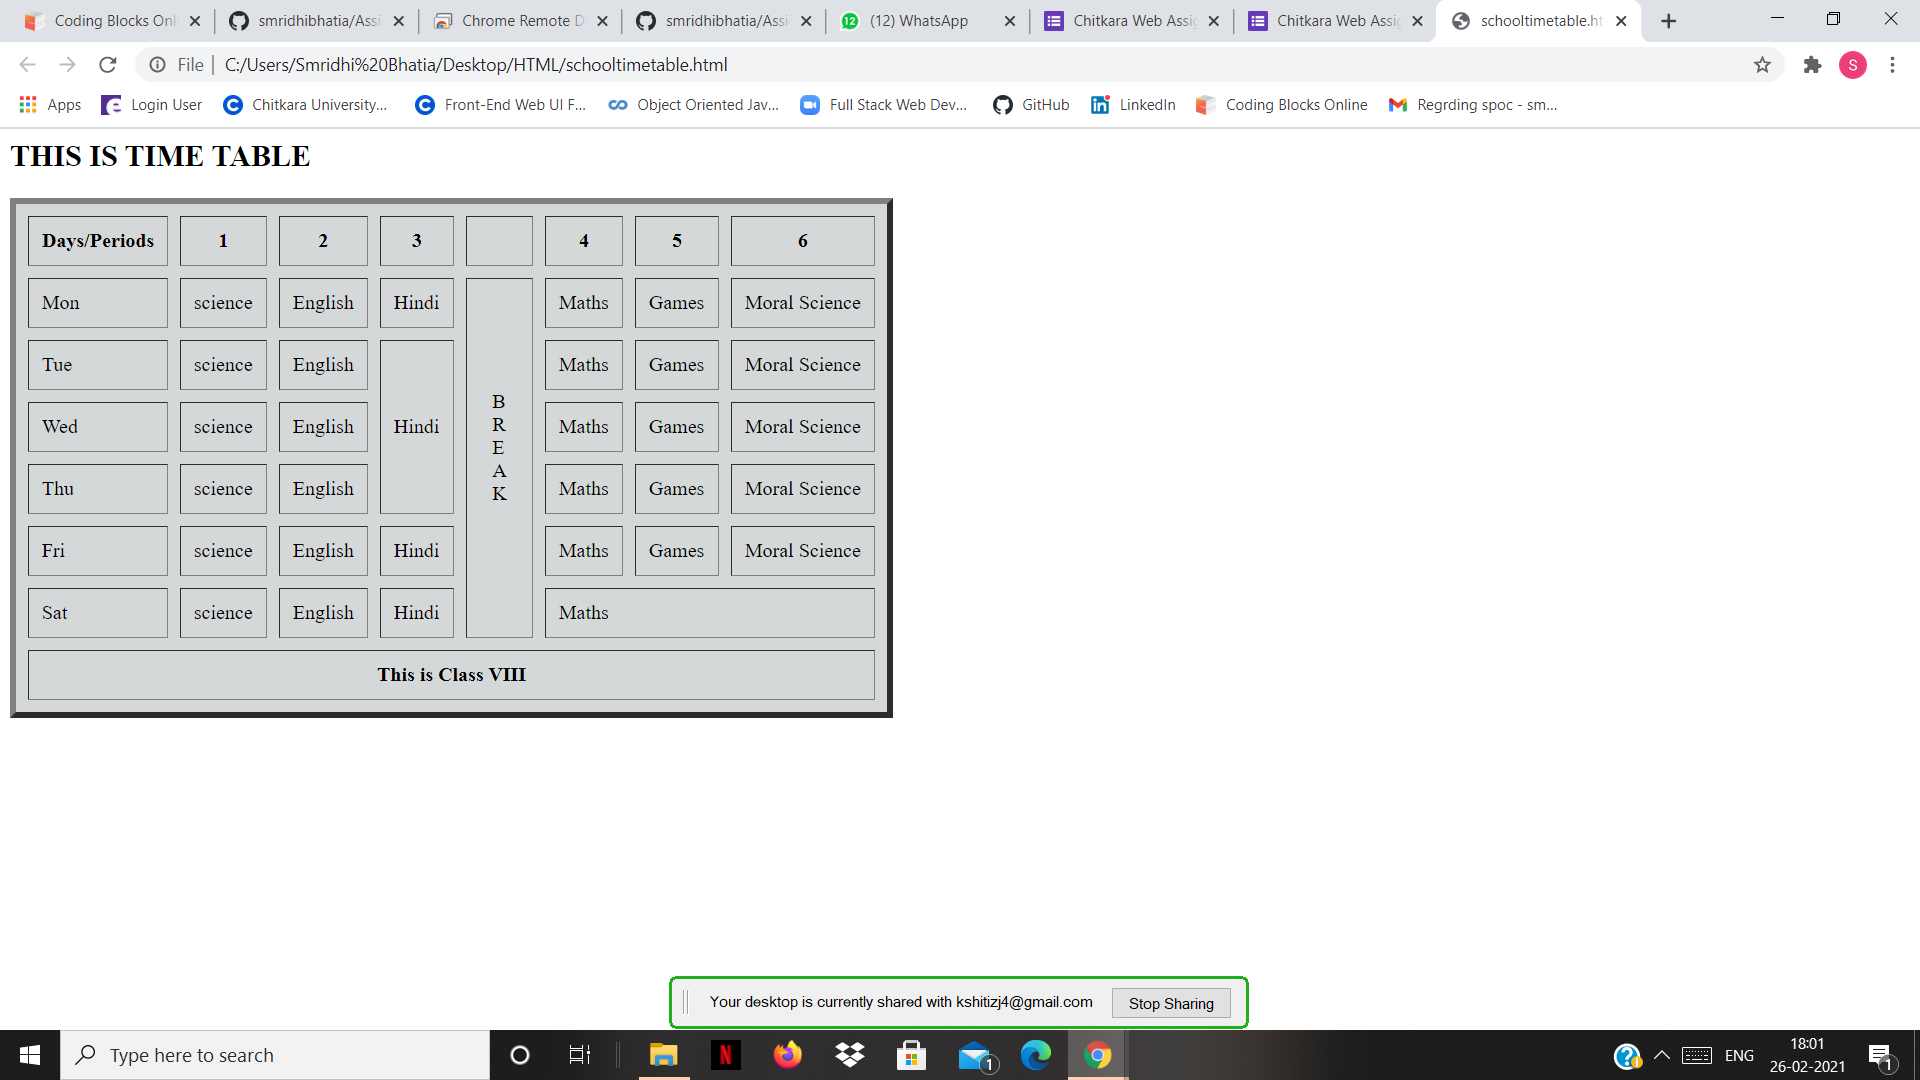 Coding Blocks Onl
smridhibhatia/Assi
Chrome Remote D
smridhibhatia/Assi
12 (12) WhatsApp
Chitkara Web Assig
Chitkara Web Assig
schooltimetable.ht
File C:/Users/Smridhi%20Bhatia/Desktop/HTML/schooltimetable.html S
Apps Login User Chitkara University... Front-End Web UI F... Object Oriented Jav... Full Stack Web Dev... GitHub LinkedIn Coding Blocks Online Regrding spoc - sm...
THIS IS TIME TABLE
Days/Periods 1 2 3 4 5 6
Mon science English Hindi Maths Games Moral Science
Tue science English Maths Games Moral Science
B
R
Wed science English Hindi Maths Games Moral Science
E
A
Thu science English Maths Games Moral Science
K
Fri science English Hindi Maths Games Moral Science
Sat science English Hindi Maths
This is Class VIII
Your desktop is currently shared with kshitizj4@gmail.com Stop Sharing
Type here to search
N
1
ENG
18:01
26-02-2021
1